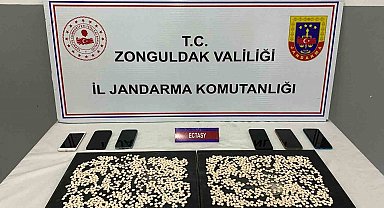 T.C.
ZONGULDAK VALİLİĞİ
İL JANDARMA KOMUTANLIĞI
ECTASY